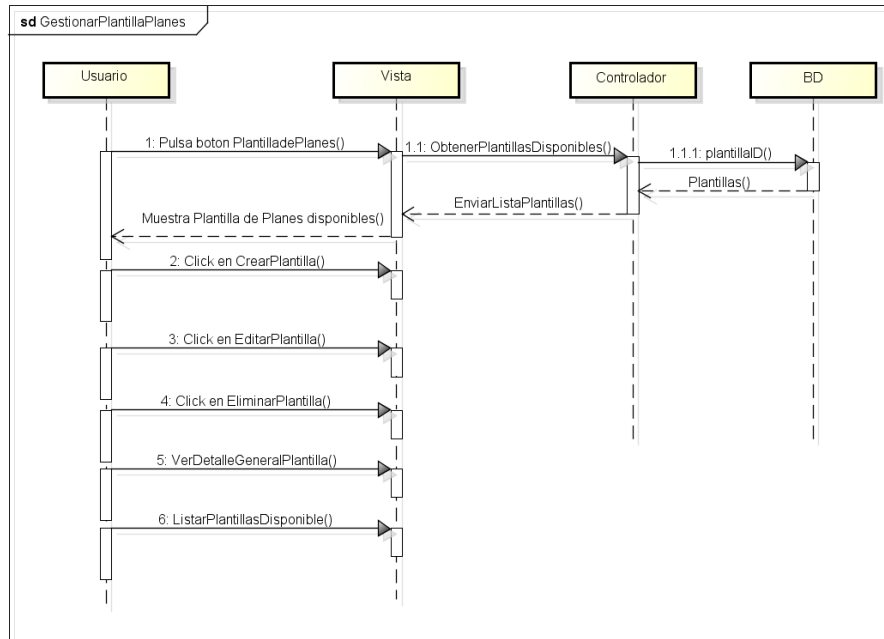 sd GestionarPlantillaPlanes
Usuario
Vista
Controlador
BD
1: Pulsa boton PlantilladePlanes()
1.1: ObtenerPlantillasDisponibles()
1.1.1: plantillaID()
Plantillas()
EnviarListaPlantillas()
Muestra Plantilla de Planes disponibles()
2: Click en CrearPlantilla()
3: Click en EditarPlantilla()
4: Click en EliminarPlantilla()
5: VerDetalleGeneralPlantilla()
6: ListarPlantillasDisponible()